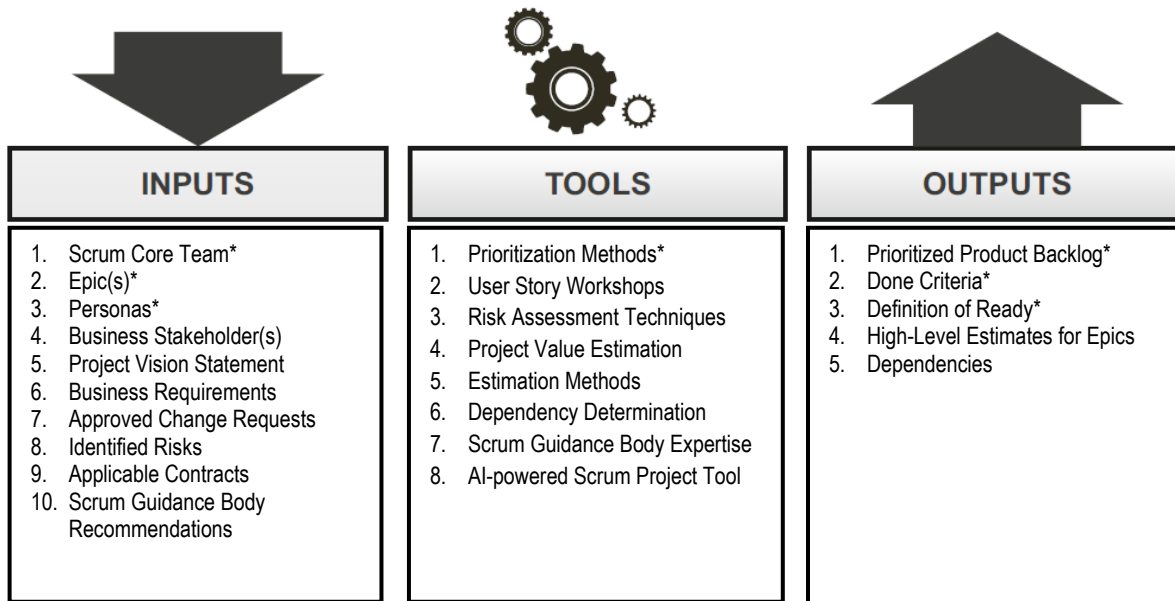 INPUTS
1. Scrum Core Team*
2. Epic(s)*
3. Personas*
4. Business Stakeholder(s)
5. Project Vision Statement
6. Business Requirements
7. Approved Change Requests
8. Identified Risks
9. Applicable Contracts
10. Scrum Guidance Body
Recommendations
TOOLS
1. Prioritization Methods*
2. User Story Workshops
3. Risk Assessment Techniques
4. Project Value Estimation
5. Estimation Methods
6. Dependency Determination
7. Scrum Guidance Body Expertise
8. AI-powered Scrum Project Tool
OUTPUTS
1. Prioritized Product Backlog*
2. Done Criteria*
3. Definition of Ready*
4. High-Level Estimates for Epics
5. Dependencies